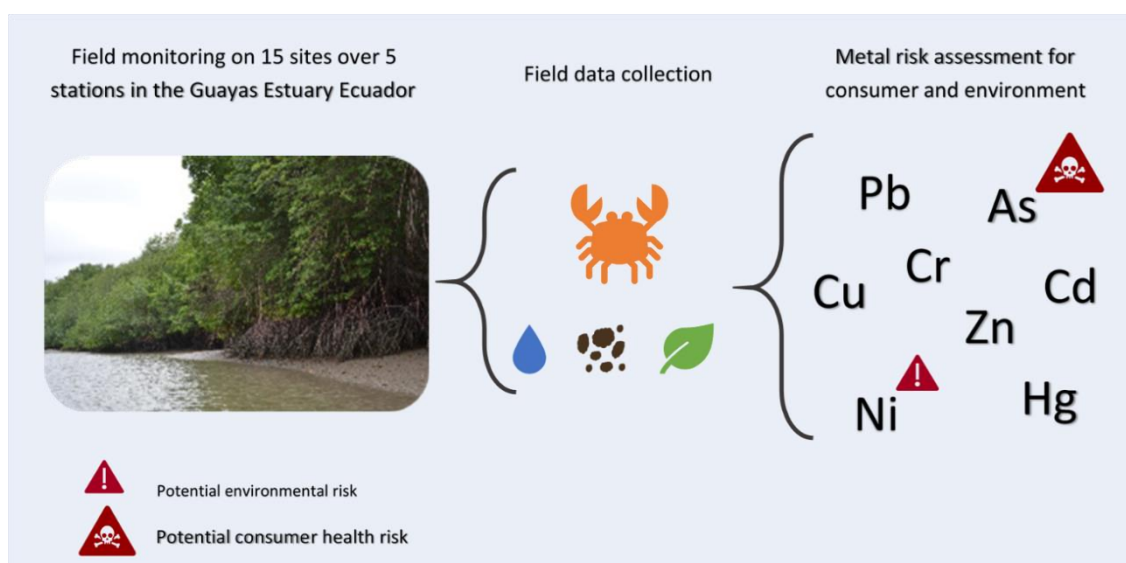 Field monitoring on 15 sites over 5
stations in the Guayas Estuary Ecuador
Field data collection
Metal risk assessment for
consumer and environment
Pb
As
Cu
Cr
Cd
Zn
Ni
Hg
Potential environmental risk
Potential consumer health risk